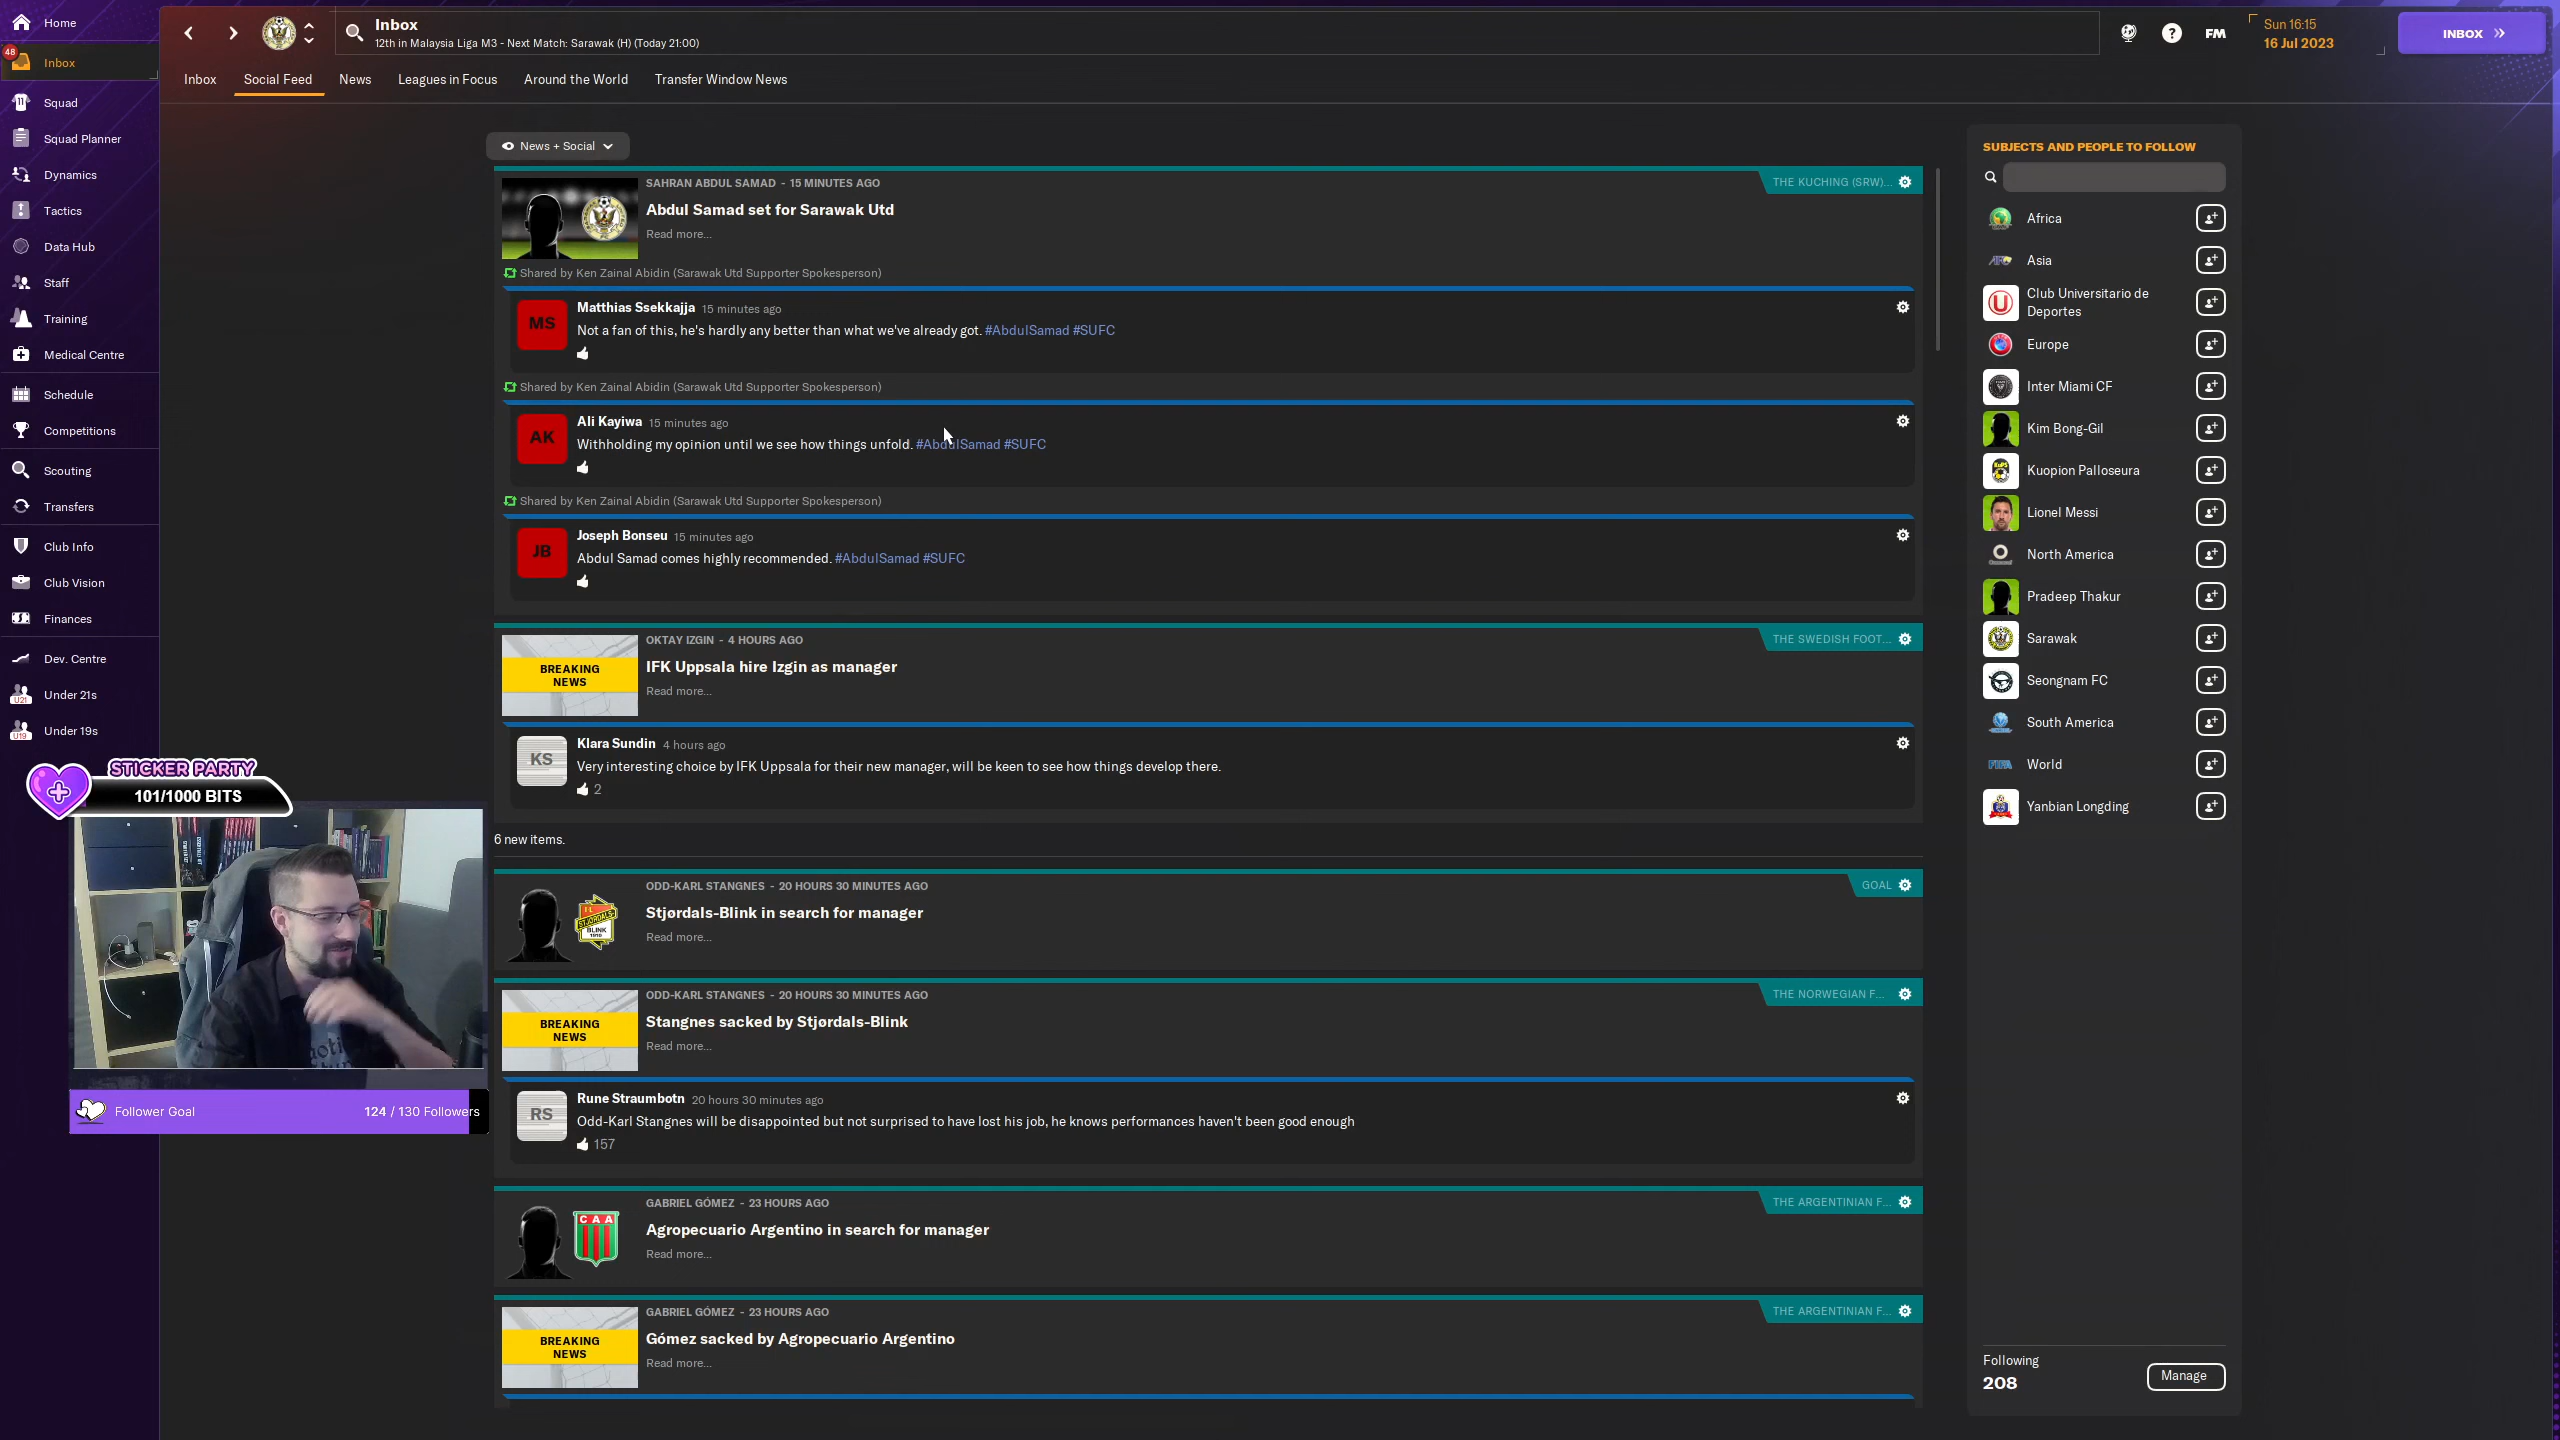 Home
48
Inbox
Squad
Squad Planner
Dynamics
Tactics
Data Hub
Staff
Training
Medical Centre
Schedule
Competitions
Scouting
Transfers
Club Info
Club Vision
Finances
Dev. Centre
U21
Under 21s
U19
Under 19s
STICKER PARTY
101/1000 BITS
Follower Goal
124 / 130 Followers
Inbox
12th in Malaysia Liga M3 - Next Match: Sarawak (H) (Today 21:00)
FM
Sun 16:15
16 Jul 2023
INBOX
Inbox
Social Feed
News
Leagues in Focus
Around the World
Transfer Window News
News + Social
SAHRAN ABDUL SAMAD - 15 MINUTES AGO
THE KUCHING (SRW)...
Abdul Samad set for Sarawak Utd
Read more...
Shared by Ken Zainal Abidin (Sarawak Utd Supporter Spokesperson)
MS
Matthias Ssekkajja 15 minutes ago
Not a fan of this, he's hardly any better than what we've already got. #AbdulSamad #SUFC
Shared by Ken Zainal Abidin (Sarawak Utd Supporter Spokesperson)
AK
Ali Kayiwa 15 minutes ago
Withholding my opinion until we see how things unfold. #AbdulSamad #SUFC
Shared by Ken Zainal Abidin (Sarawak Utd Supporter Spokesperson)
JB
Joseph Bonseu 15 minutes ago
Abdul Samad comes highly recommended. #AbdulSamad #SUFC
BREAKING
NEWS
OKTAY IZGIN - 4 HOURS AGO
THE SWEDISH FOOT...
IFK Uppsala hire Izgin as manager
Read more...
KS
Klara Sundin 4 hours ago
Very interesting choice by IFK Uppsala for their new manager, will be keen to see how things develop there.
2
6 new items.
ODD-KARL STANGNES - 20 HOURS 30 MINUTES AGO
GOAL
Stjørdals-Blink in search for manager
Read more...
BREAKING
NEWS
ODD-KARL STANGNES - 20 HOURS 30 MINUTES AGO
THE NORWEGIAN F...
Stangnes sacked by Stjørdals-Blink
Read more...
RS
Rune Straumbotn 20 hours 30 minutes ago
Odd-Karl Stangnes will be disappointed but not surprised to have lost his job, he knows performances haven't been good enough
157
CAA
GABRIEL GÓMEZ - 23 HOURS AGO
THE ARGENTINIAN F...
Agropecuario Argentino in search for manager
Read more...
BREAKING
NEWS
GABRIEL GÓMEZ - 23 HOURS AGO
THE ARGENTINIAN F...
Gómez sacked by Agropecuario Argentino
Read more...
SUBJECTS AND PEOPLE TO FOLLOW
Africa
Asia
Club Universitario de
Deportes
Europe
Inter Miami CF
Kim Bong-Gil
Kuopion Palloseura
Lionel Messi
North America
Pradeep Thakur
Sarawak
Seongnam FC
South America
FIFA
World
Yanbian Longding
Following
208
Manage